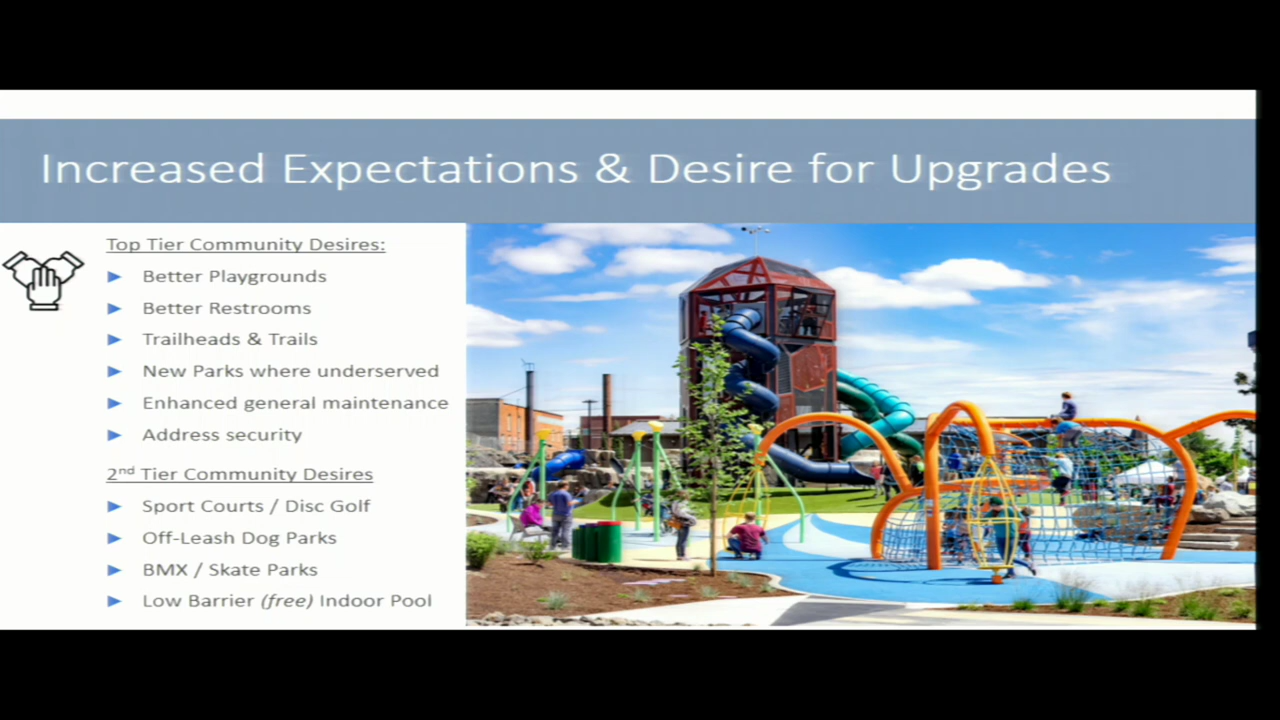 Increased Expectations & Desire for Upgrades
Top Tier Community Desires:
► Better Playgrounds
► Better Restrooms
► Trailheads & Trails
► New Parks where underserved
► Enhanced general maintenance
► Address security
2nd Tier Community Desires
► Sport Courts / Disc Golf
► Off-Leash Dog Parks
► BMX / Skate Parks
► Low Barrier (free) Indoor Pool